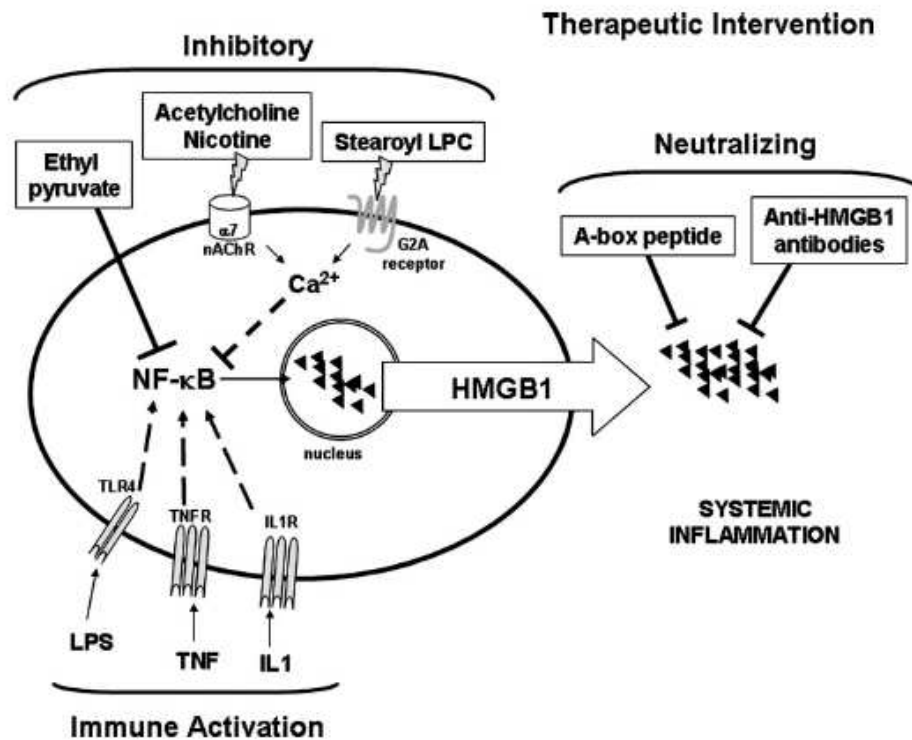 Therapeutic Intervention
Inhibitory
Acetylcholine
Nicotine
Stearoyl LPC
Ethyl
pyruvate
Neutralizing
A-box peptide
Anti-HMGB1
antibodies
α7
nAChR
G2A
receptor
Ca²⁺
NF-κB
HMGB1
nucleus
TLR4
TNFR
IL1R
SYSTEMIC
INFLAMMATION
LPS
TNF
IL1
Immune Activation